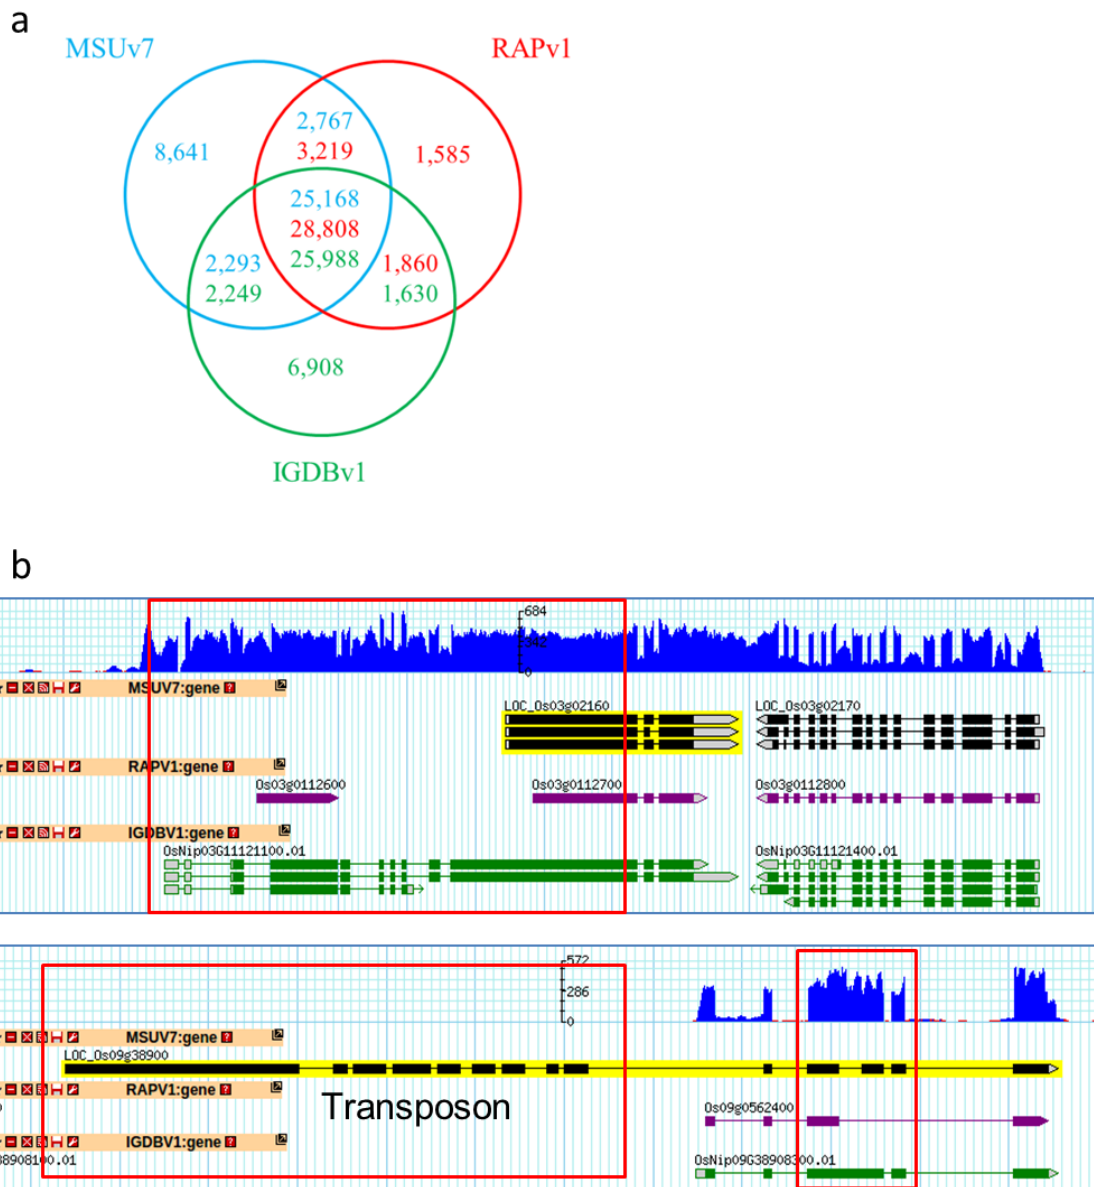 a
MSUv7
RAPv1
2,767
8,641
3,219
1,585
25,168
28,808
25,988
2,293
1,860
2,249
1,630
6,908
IGDBv1
b
684
342
0
MSUV7:gene
LOC_Os03g02160
LOC_Os03g02170
RAPV1:gene
Os03g0112600
Os03g0112700
Os03g0112800
IGDBV1:gene
OsNip03G11121100.01
OsNip03G11121400.01
572
286
0
MSUV7:gene
LOC_Os09g38900
RAPV1:gene
Transposon
Os09g0562400
IGDBV1:gene
38908100.01
OsNip09G38908300.01